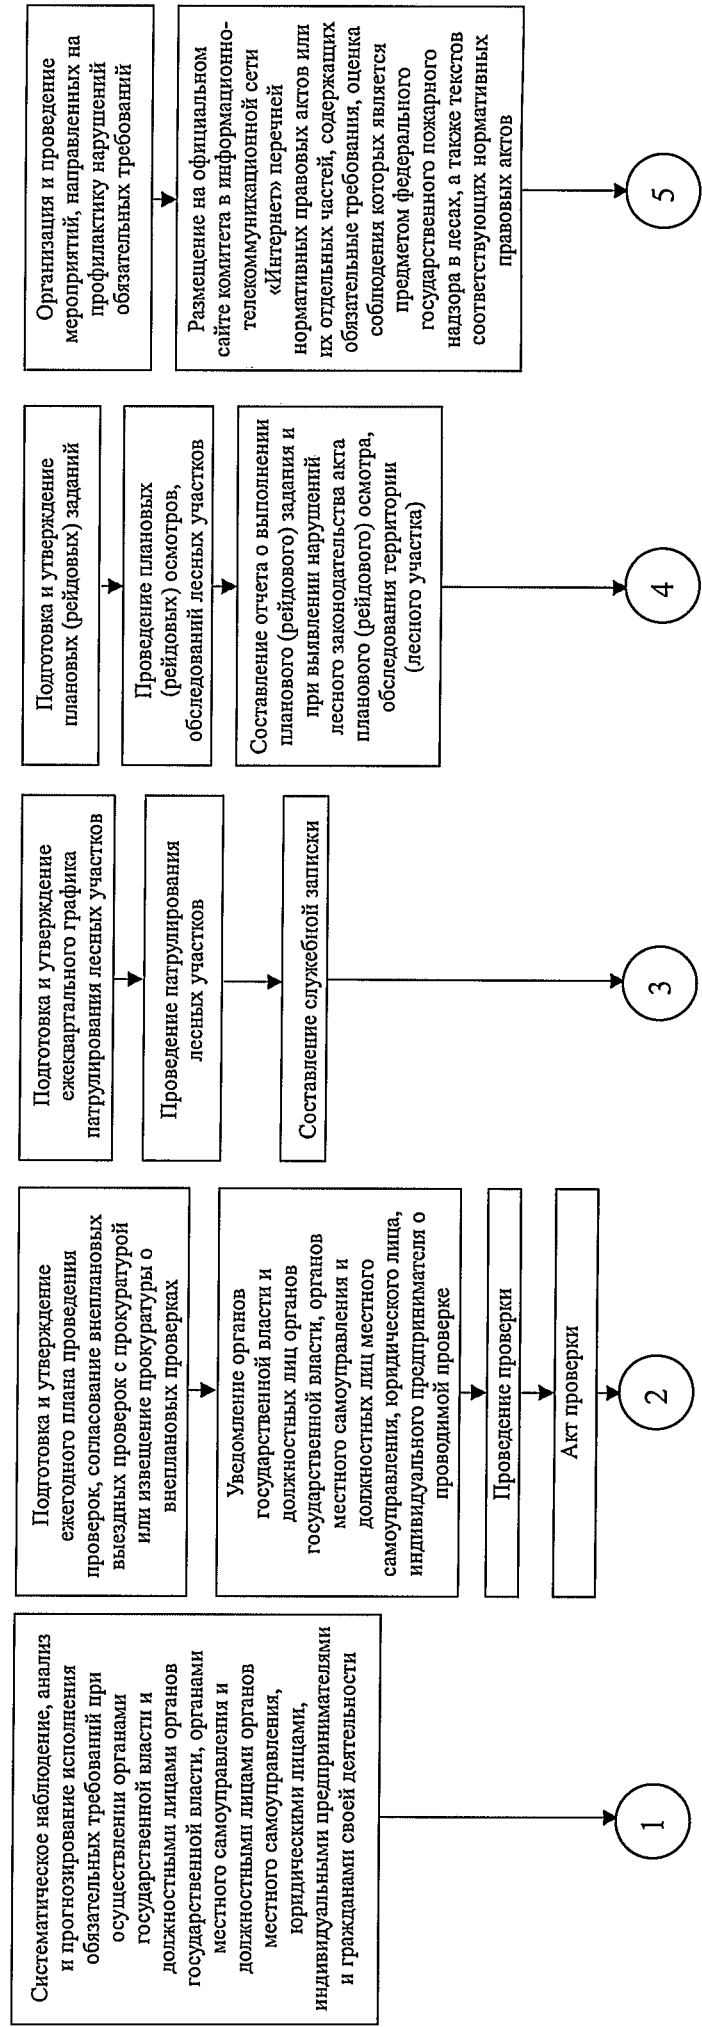 Систематическое наблюдение, анализ
и прогнозирование исполнения
обязательных требований при
осуществлении органами
государственной власти и
должностными лицами органов
государственной власти, органами
местного самоуправления и
должностными лицами органов
местного самоуправления,
юридическими лицами,
индивидуальными предпринимателями
и гражданами своей деятельности
1
Подготовка и утверждение
ежегодного плана проведения
проверок, согласование внеплановых
выездных проверок с прокуратурой
или извещение прокуратуры о
внеплановых проверках
Уведомление органов
государственной власти и
должностных лиц органов
государственной власти, органов
местного самоуправления и
должностных лиц местного
самоуправления, юридического лица,
индивидуального предпринимателя о
проводимой проверке
Проведение проверки
Акт проверки
2
Подготовка и утверждение
ежеквартального графика
патрулирования лесных участков
Проведение патрулирования
лесных участков
Составление служебной записки
3
Подготовка и утверждение
плановых (рейдовых) заданий
Проведение плановых
(рейдовых) осмотров,
обследований лесных участков
Составление отчета о выполнении
планового (рейдового) задания и
при выявлении нарушений
лесного законодательства акта
планового (рейдового) осмотра,
обследования территории
(лесного участка)
4
Организация и проведение
мероприятий, направленных на
профилактику нарушений
обязательных требований
Размещение на официальном
сайте комитета в информационно-
телекоммуникационной сети
«Интернет» перечней
нормативных правовых актов или
их отдельных частей, содержащих
обязательные требования, оценка
соблюдения которых является
предметом федерального
государственного пожарного
надзора в лесах, а также текстов
соответствующих нормативных
правовых актов
5